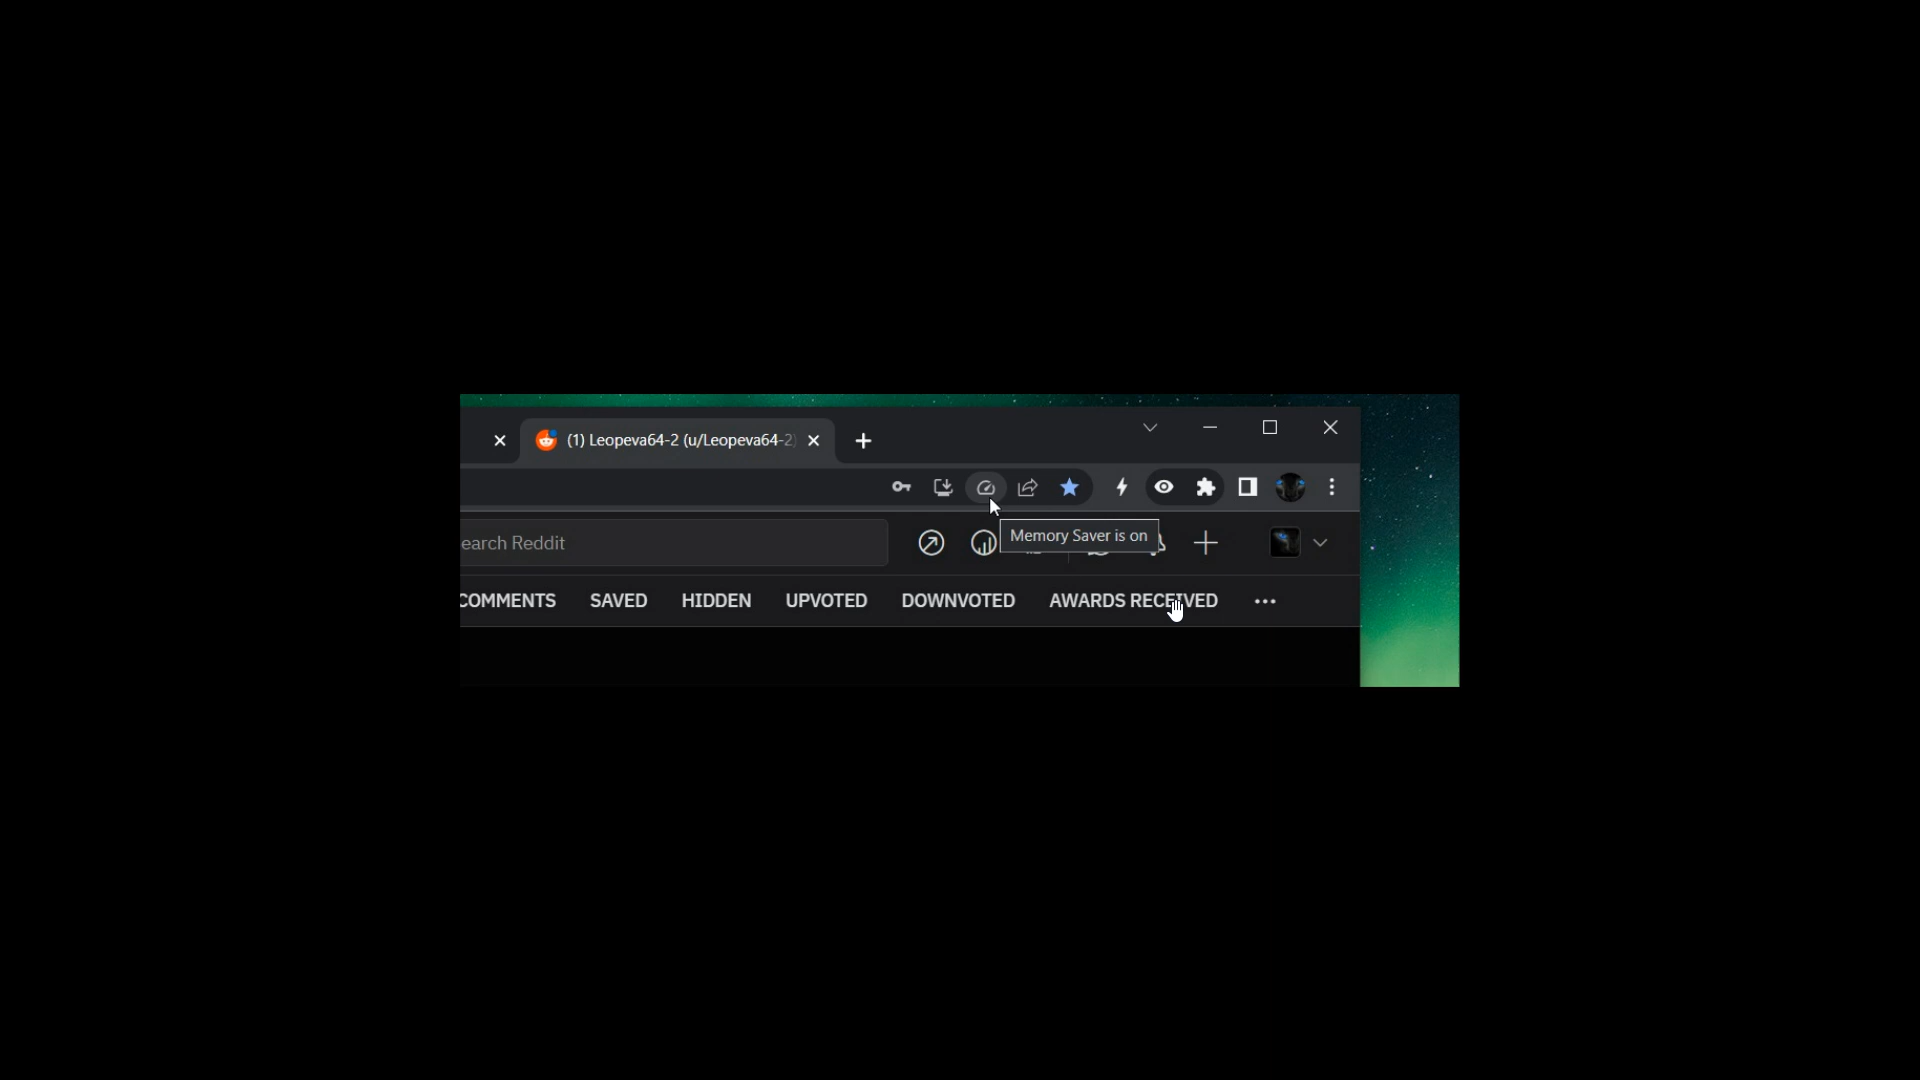 (1) Leopeva64-2 (u/Leopeva64-2)
earch Reddit
Memory Saver is on
COMMENTS SAVED HIDDEN UPVOTED DOWNVOTED AWARDS RECEIVED